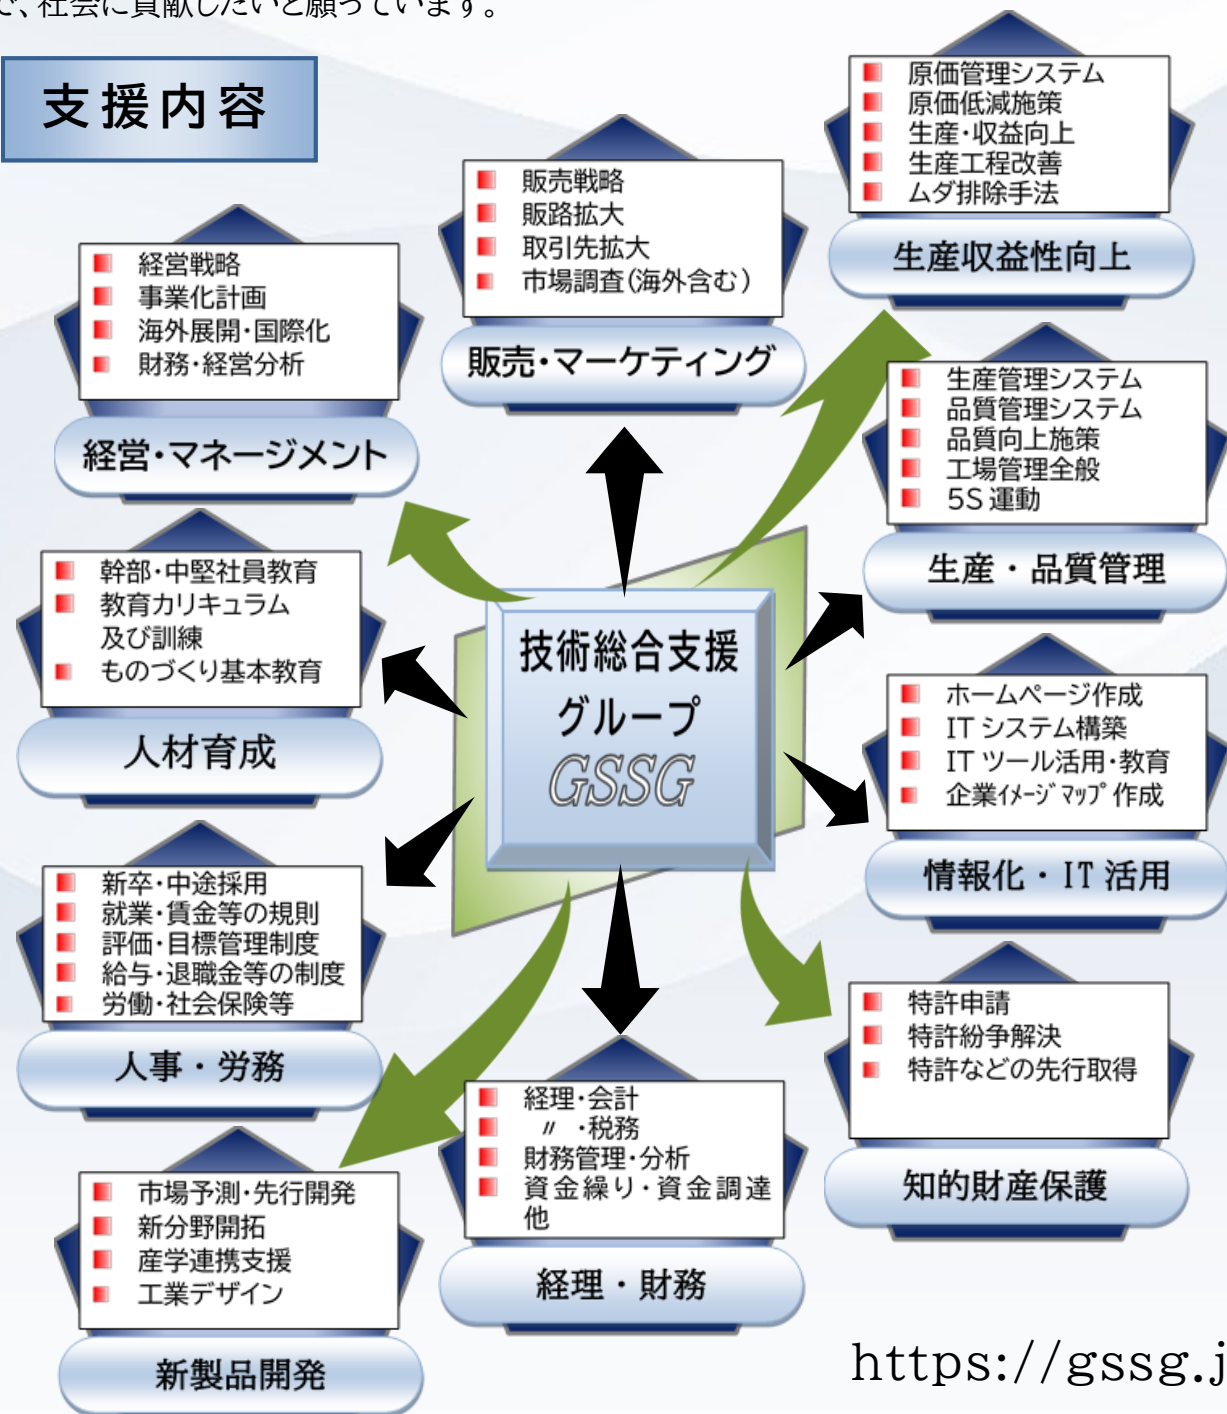 で、社会に貢献したいと願っています。
支援内容
原価管理システム
原価低減施策
生産・収益向上
生産工程改善
ムダ排除手法
生産収益性向上
販売戦略
販路拡大
取引先拡大
市場調査(海外含む)
販売・マーケティング
経営戦略
事業化計画
海外展開・国際化
財務・経営分析
経営・マネージメント
生産管理システム
品質管理システム
品質向上施策
工場管理全般
5S 運動
生産・品質管理
幹部・中堅社員教育
教育カリキュラム
及び訓練
ものづくり基本教育
人材育成
技術総合支援
グループ
GSSG
ホームページ作成
IT システム構築
IT ツール活用・教育
企業ｲﾒｰｼﾞﾏｯﾌﾟ作成
情報化・IT 活用
新卒・中途採用
就業・賃金等の規則
評価・目標管理制度
給与・退職金等の制度
労働・社会保険等
人事・労務
特許申請
特許紛争解決
特許などの先行取得
知的財産保護
経理・会計
〃 ・税務
財務管理・分析
資金繰り・資金調達
他
経理・財務
市場予測・先行開発
新分野開拓
産学連携支援
工業デザイン
新製品開発
https://gssg.j